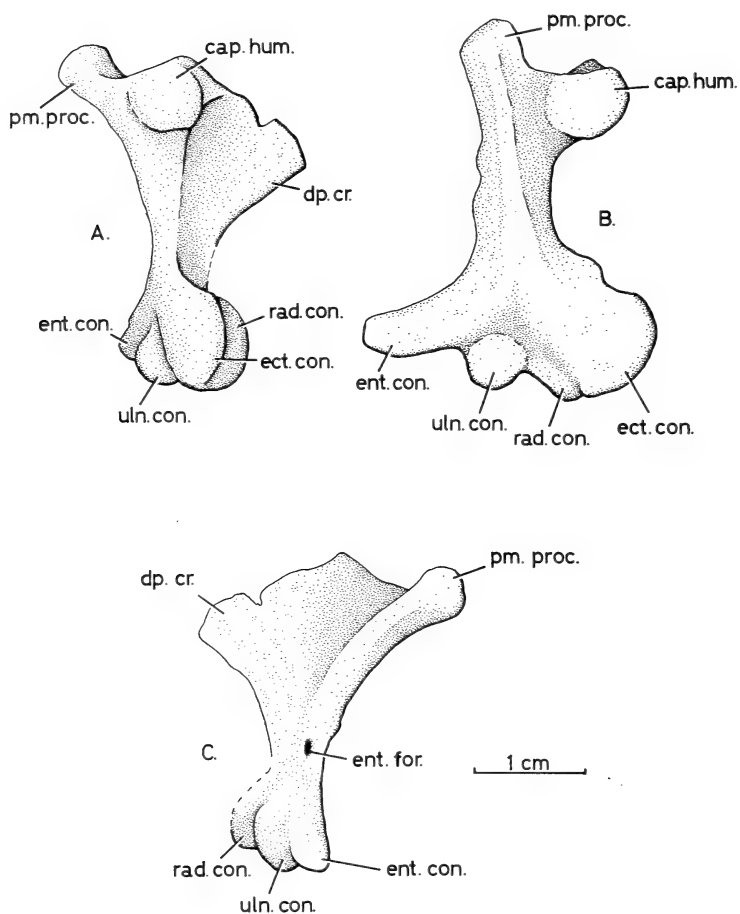 cap. hum.
pm. proc.
dp. cr.
A.
ent. con.
rad. con.
ect. con.
uln. con.
pm. proc.
cap. hum.
B.
ent. con.
uln. con.
rad. con.
ect. con.
dp. cr.
pm. proc.
C.
ent. for.
1 cm
rad. con.
ent. con.
uln. con.